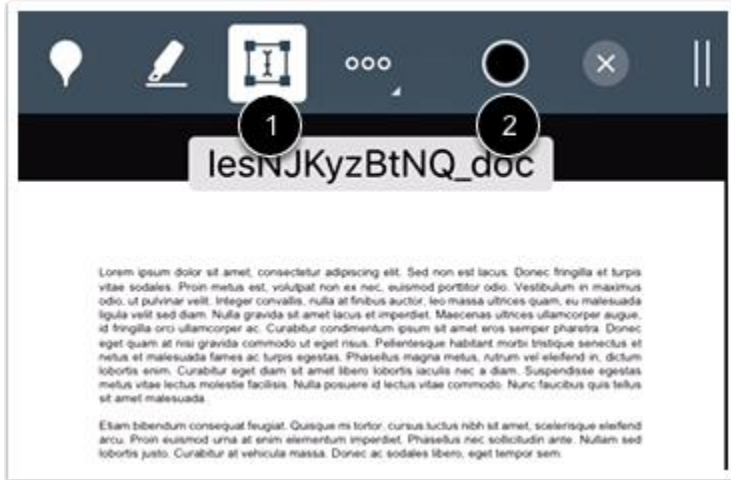 1
2
lesNJKyzBtNQ_doc
Lorem ipsum dolor sit amet, consectetur adipiscing elit. Sed non est lacus. Donec fringilla et turpis
vitae sodales. Proin metus est, volutpat non ex nec, euismod porttitor odio. Vestibulum in maximus
odio, ut pulvinar velit. Integer convallis, nulla at finibus auctor, leo massa ultrices quam, eu malesuada
ligula velit sed diam. Nulla gravida sit amet lacus et imperdiet. Maecenas ultrices ullamcorper augue,
id fringilla orci ullamcorper ac. Curabitur condimentum ipsum sit amet eros semper pharetra. Donec
eget quam at nisi gravida commodo ut eget risus. Pellentesque habitant morbi tristique senectus et
netus et malesuada fames ac turpis egestas. Phasellus magna metus, rutrum vel eleifend in, dictum
lobortis enim. Curabitur eget diam sit amet libero lobortis iaculis nec a diam. Suspendisse egestas
metus vitae lectus molestie facilisis. Nulla posuere id lectus vitae commodo. Nunc faucibus quis tellus
sit amet malesuada.
Etiam bibendum consequat feugiat. Quisque mi tortor, cursus luctus nibh sit amet, scelerisque eleifend
arcu. Proin euismod urna at enim elementum imperdiet. Phasellus nec sollicitudin ante. Nullam sed
lobortis justo. Curabitur at vehicula massa. Donec ac sodales libero, eget tempor sem.